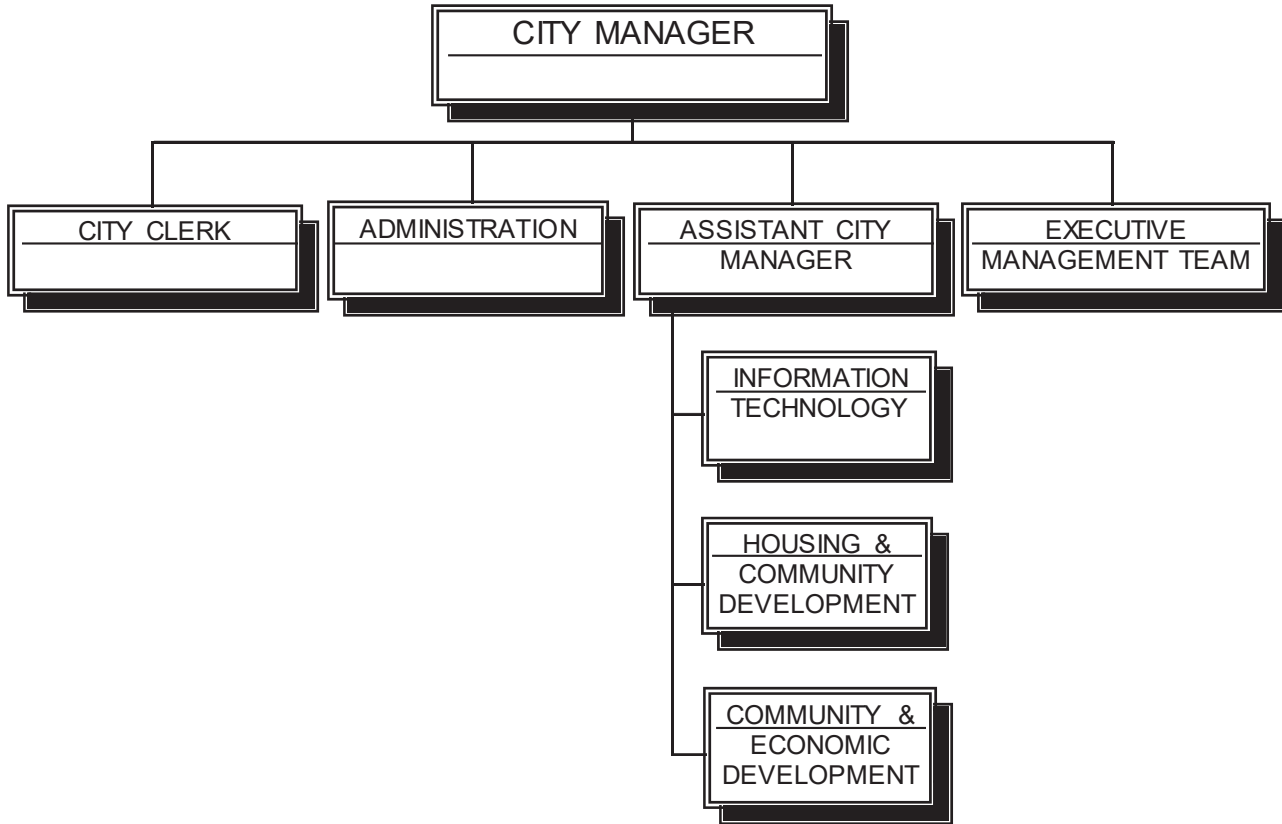 CITY MANAGER
CITY CLERK
ADMINISTRATION
ASSISTANT CITY
MANAGER
EXECUTIVE
MANAGEMENT TEAM
INFORMATION
TECHNOLOGY
HOUSING &
COMMUNITY
DEVELOPMENT
COMMUNITY &
ECONOMIC
DEVELOPMENT